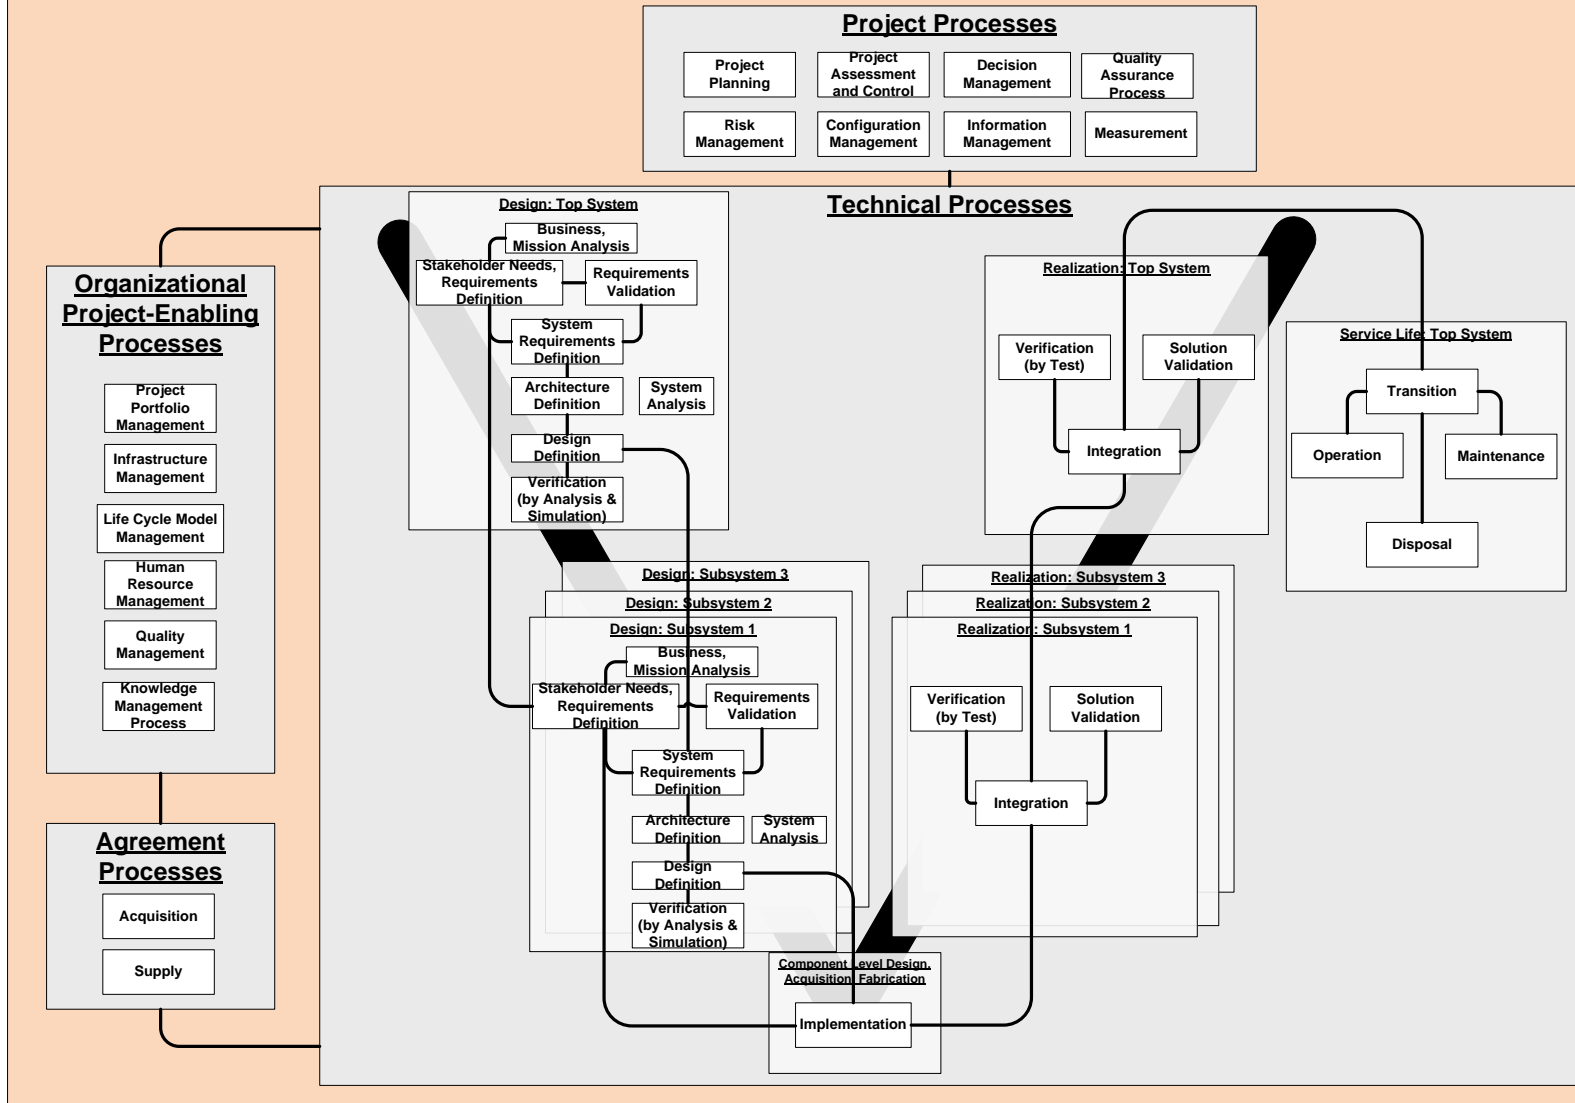 Project Processes
Project
Planning
Project
Assessment
and Control
Decision
Management
Quality
Assurance
Process
Risk
Management
Configuration
Management
Information
Management
Measurement
Technical Processes
Organizational
Project-Enabling
Processes
Project
Portfolio
Management
Infrastructure
Management
Life Cycle Model
Management
Human
Resource
Management
Quality
Management
Knowledge
Management
Process
Agreement
Processes
Acquisition
Supply
Design: Top System
Business,
Mission Analysis
Stakeholder Needs,
Requirements
Definition
Requirements
Validation
System
Requirements
Definition
Architecture
Definition
System
Analysis
Design
Definition
Verification
(by Analysis &
Simulation)
Design: Subsystem 3
Design: Subsystem 2
Design: Subsystem 1
Business,
Mission Analysis
Stakeholder Needs,
Requirements
Definition
Requirements
Validation
System
Requirements
Definition
Architecture
Definition
System
Analysis
Design
Definition
Verification
(by Analysis &
Simulation)
Component Level Design,
Acquisition, Fabrication
Implementation
Realization: Top System
Verification
(by Test)
Solution
Validation
Integration
Realization: Subsystem 3
Realization: Subsystem 2
Realization: Subsystem 1
Verification
(by Test)
Solution
Validation
Integration
Service Life: Top System
Transition
Operation
Maintenance
Disposal